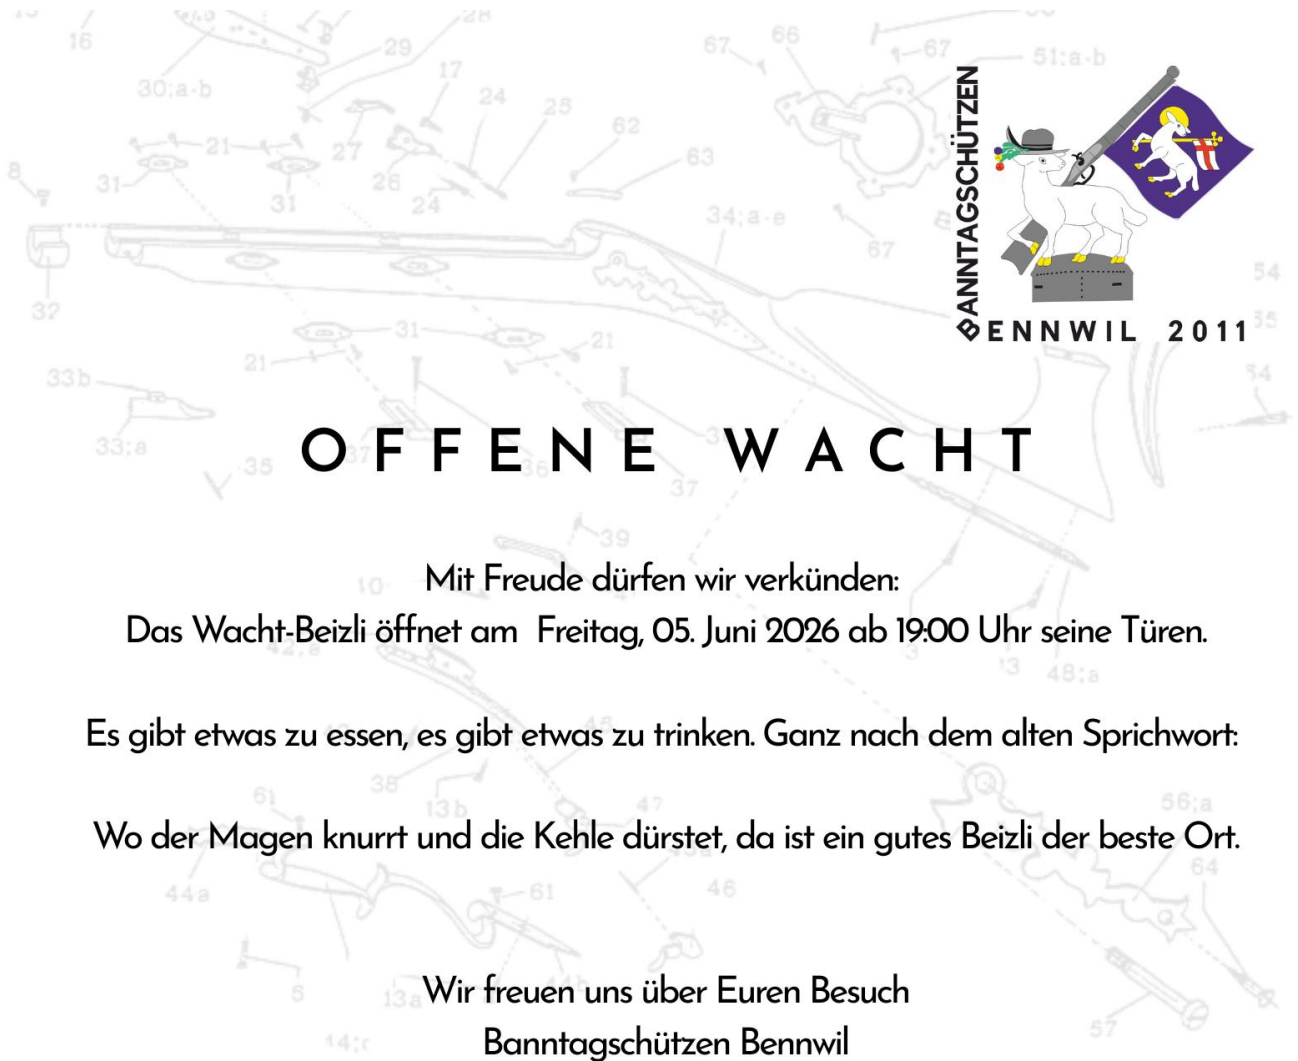 BANNTAGSCHÜTZEN
BENNWIL 2011
OFFENE WACHT
Mit Freude dürfen wir verkünden:
Das Wacht-Beizli öffnet am Freitag, 05. Juni 2026 ab 19:00 Uhr seine Türen.
Es gibt etwas zu essen, es gibt etwas zu trinken. Ganz nach dem alten Sprichwort:
Wo der Magen knurrt und die Kehle dürstet, da ist ein gutes Beizli der beste Ort.
Wir freuen uns über Euren Besuch
Banntagschützen Bennwil